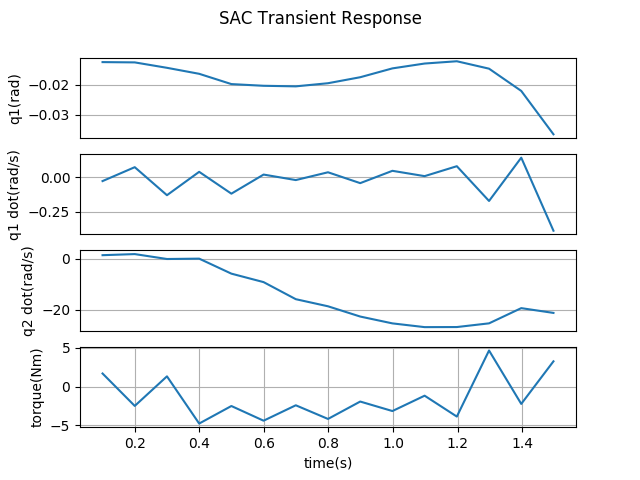 SAC Transient Response
q1(rad)
−0.02
−0.03
q1 dot(rad/s)
0.00
−0.25
q2 dot(rad/s)
0
−20
torque(Nm)
5
0
−5
0.2 0.4 0.6 0.8 1.0 1.2 1.4
time(s)